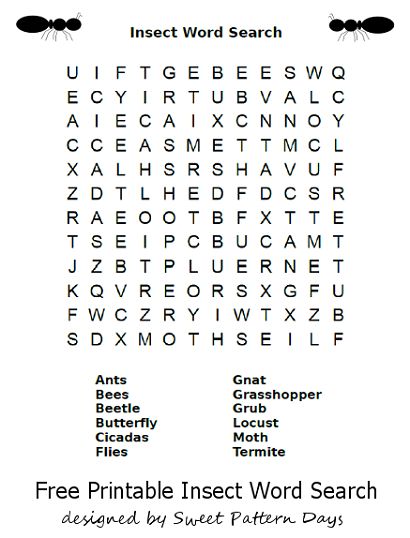 Insect Word Search
U I F T G E B E E S W Q
E C Y I R T U B V A L C
A I E C A I X C N N O Y
C C E A S M E T T M C L
X A L H S R S H A V U F
Z D T L H E D F D C S R
R A E O O T B F X T T E
T S E I P C B U C A M T
J Z B T P L U E R N E T
K Q V R E O R S X G F U
F W C Z R Y I W T X Z B
S D X M O T H S E I L F
Ants Gnat
Bees Grasshopper
Beetle Grub
Butterfly Locust
Cicadas Moth
Flies Termite
Free Printable Insect Word Search
designed by Sweet Pattern Days